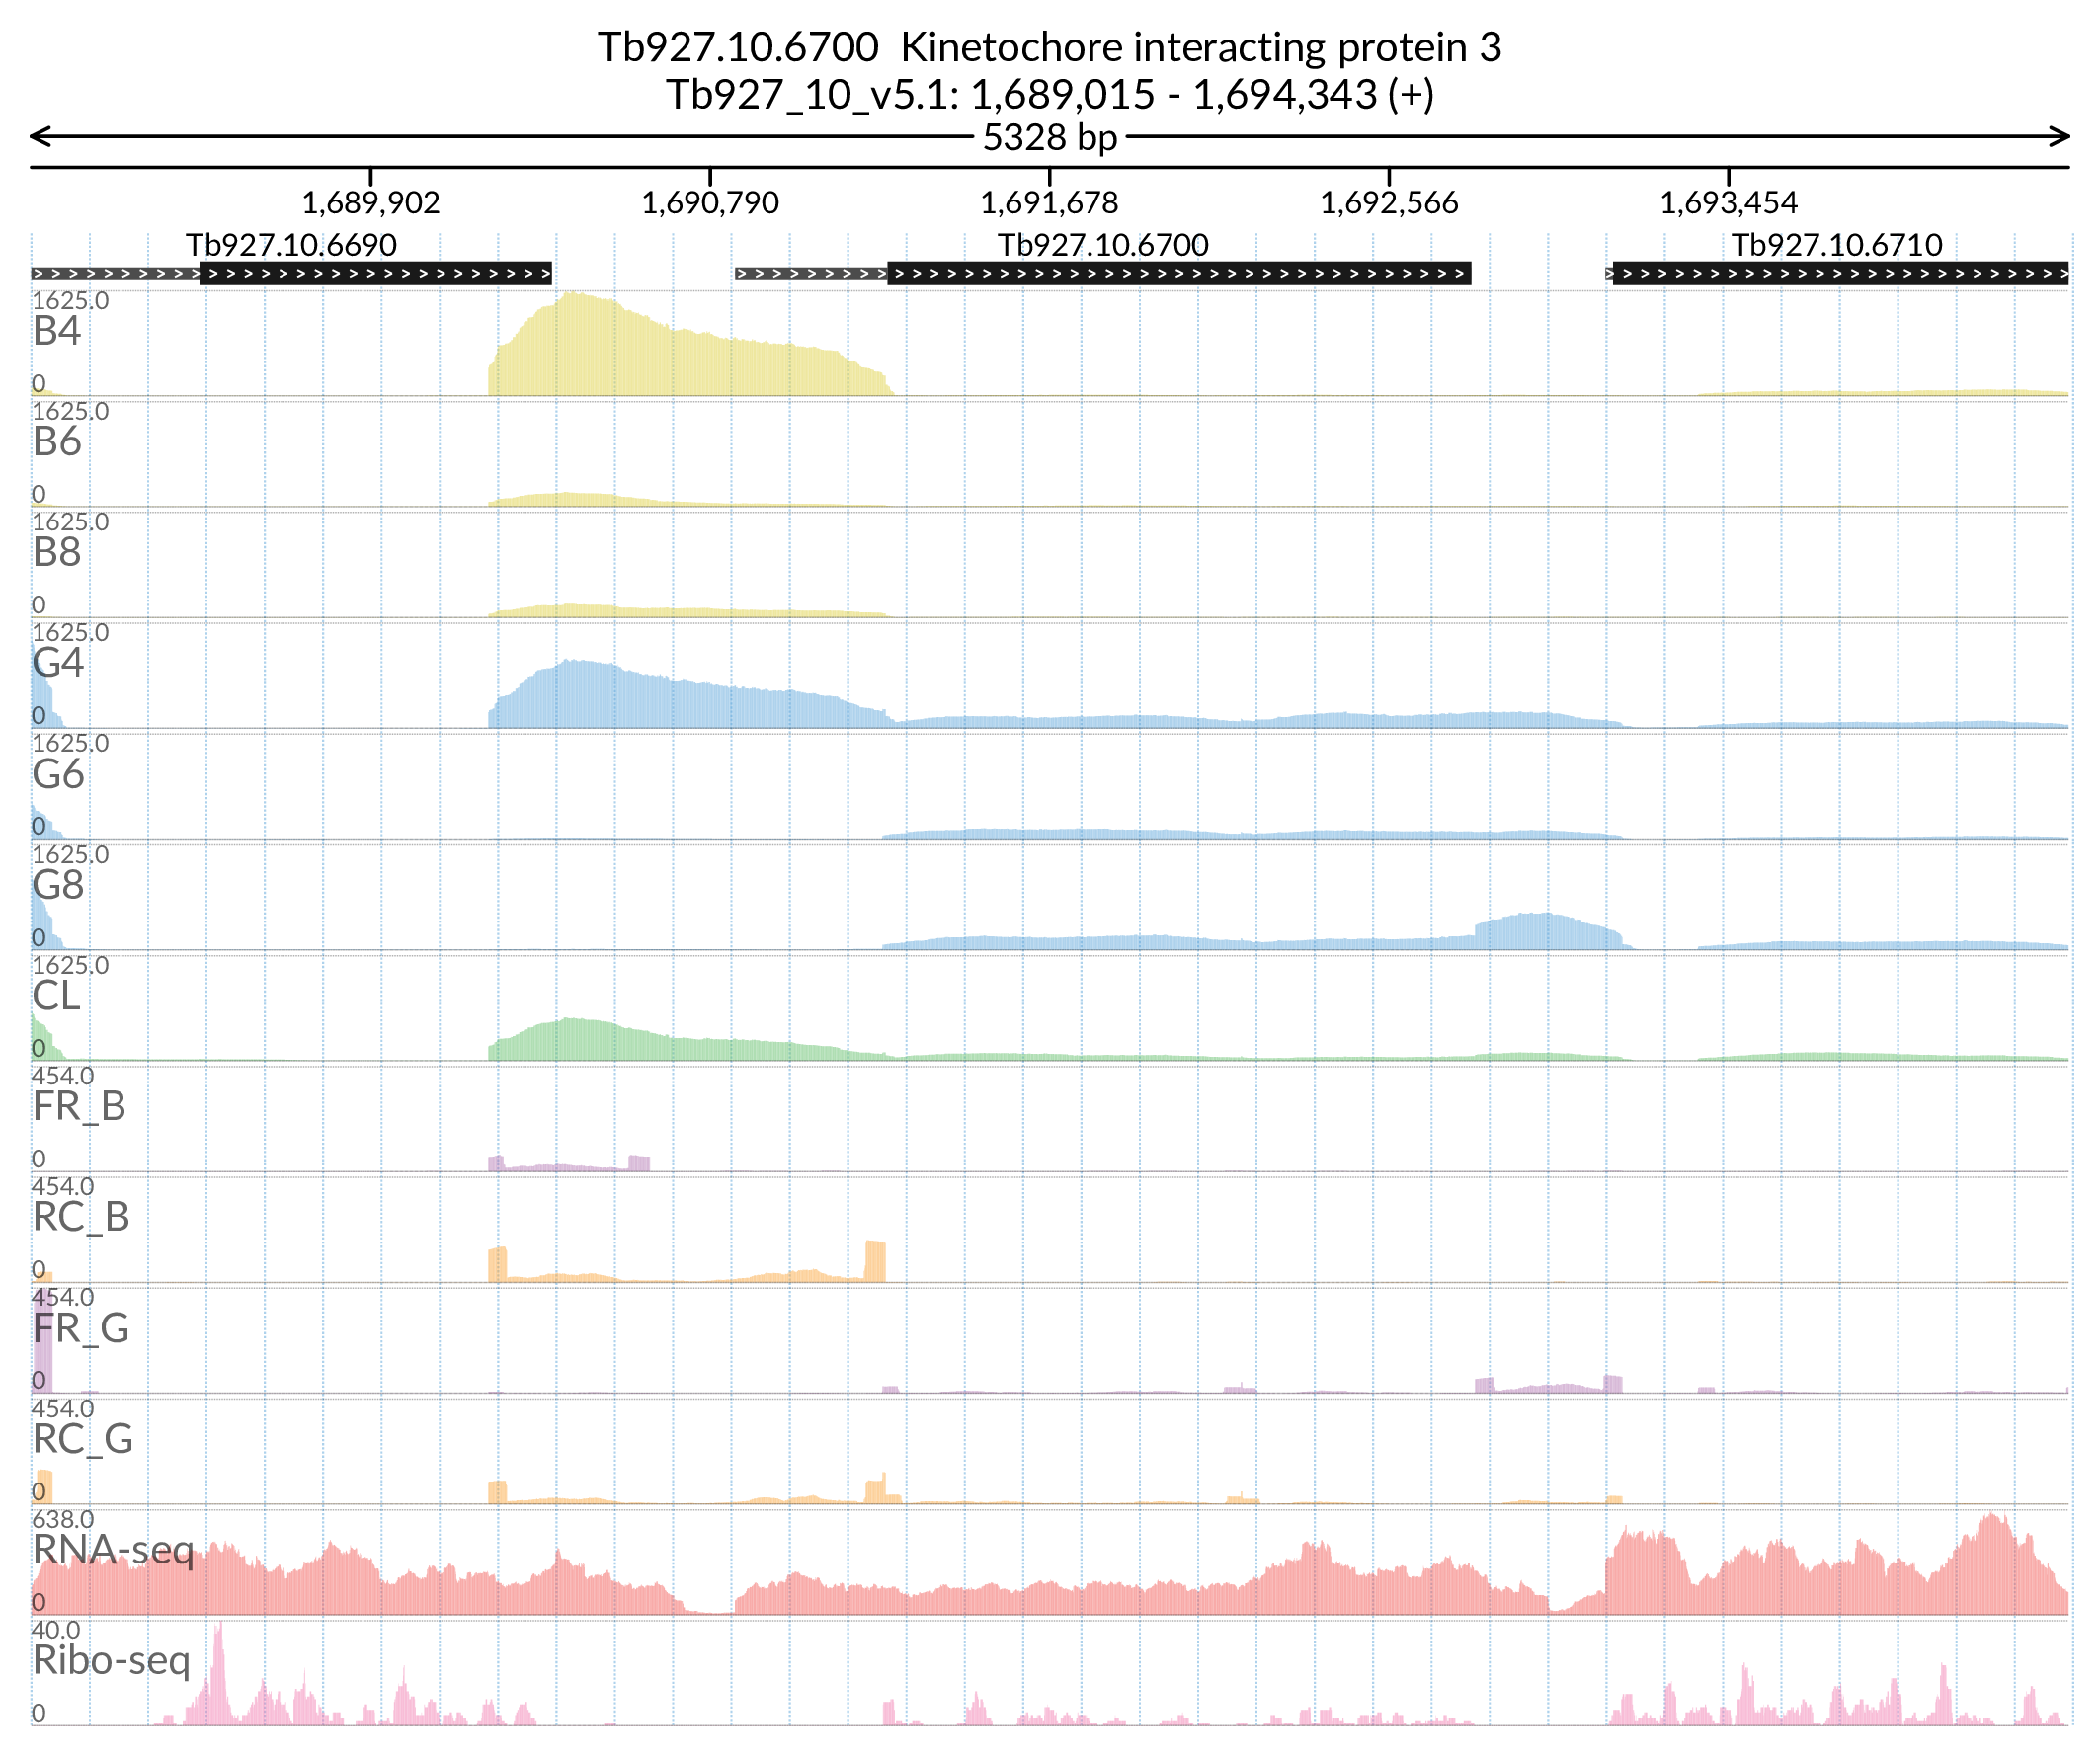 Tb927.10.6700 Kinetochore interacting protein 3
Tb927_10_v5.1: 1,689,015 - 1,694,343 (+)
5328 bp
1,689,902 1,690,790 1,691,678 1,692,566 1,693,454
Tb927.10.6690 Tb927.10.6700 Tb927.10.6710
1625.0
B4
0
1625.0
B6
0
1625.0
B8
0
1625.0
G4
0
1625.0
G6
0
1625.0
G8
0
1625.0
CL
0
454.0
FR_B
0
454.0
RC_B
0
454.0
FR_G
0
454.0
RC_G
0
638.0
RNA-seq
0
40.0
Ribo-seq
0